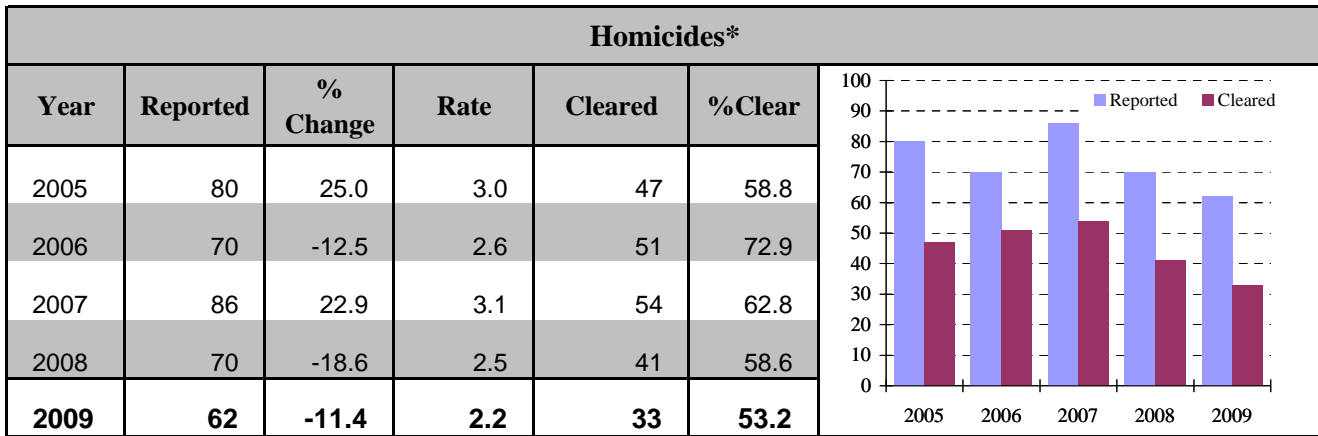 Homicides*
Year Reported % Change Rate Cleared %Clear
2005 80 25.0 3.0 47 58.8
2006 70 -12.5 2.6 51 72.9
2007 86 22.9 3.1 54 62.8
2008 70 -18.6 2.5 41 58.6
2009 62 -11.4 2.2 33 53.2
Reported Cleared
100
90
80
70
60
50
40
30
20
10
0
2005 2006 2007 2008 2009